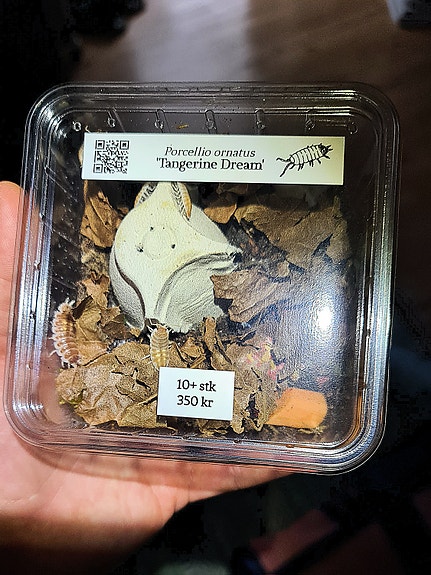 Porcellio ornatus
'Tangerine Dream'
10+ stk
350 kr